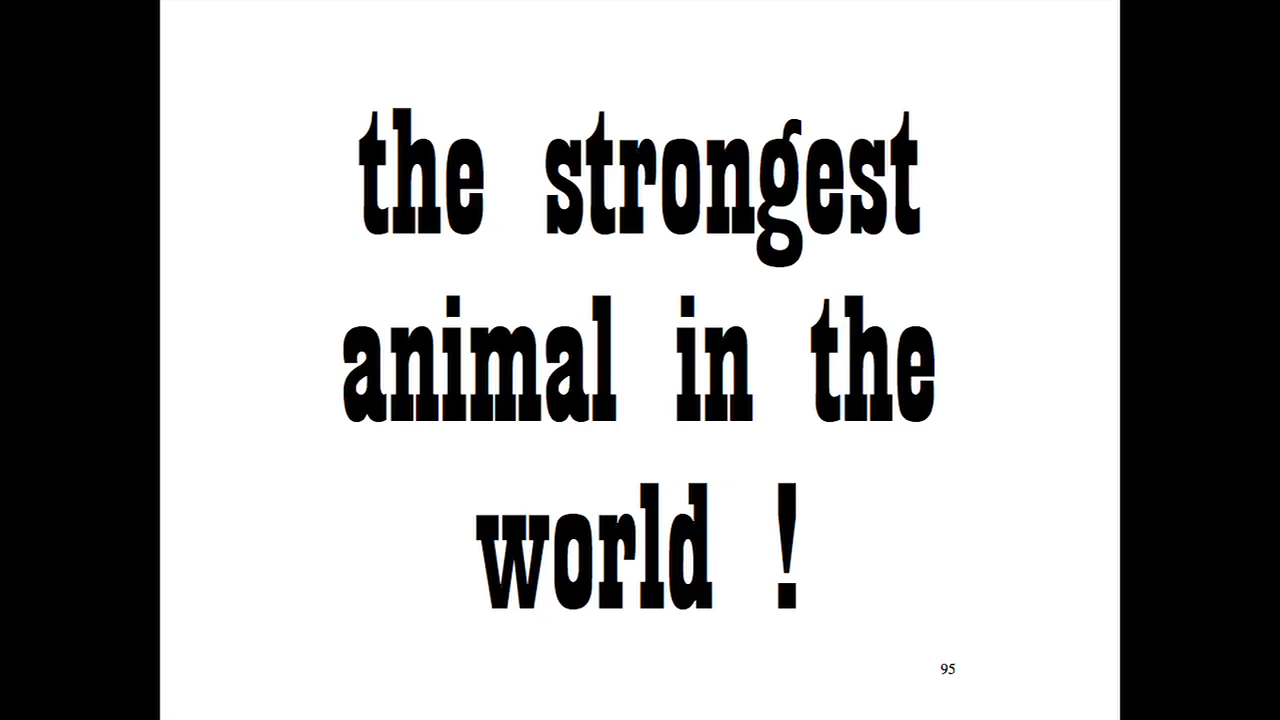 the strongest
animal in the
world !
95